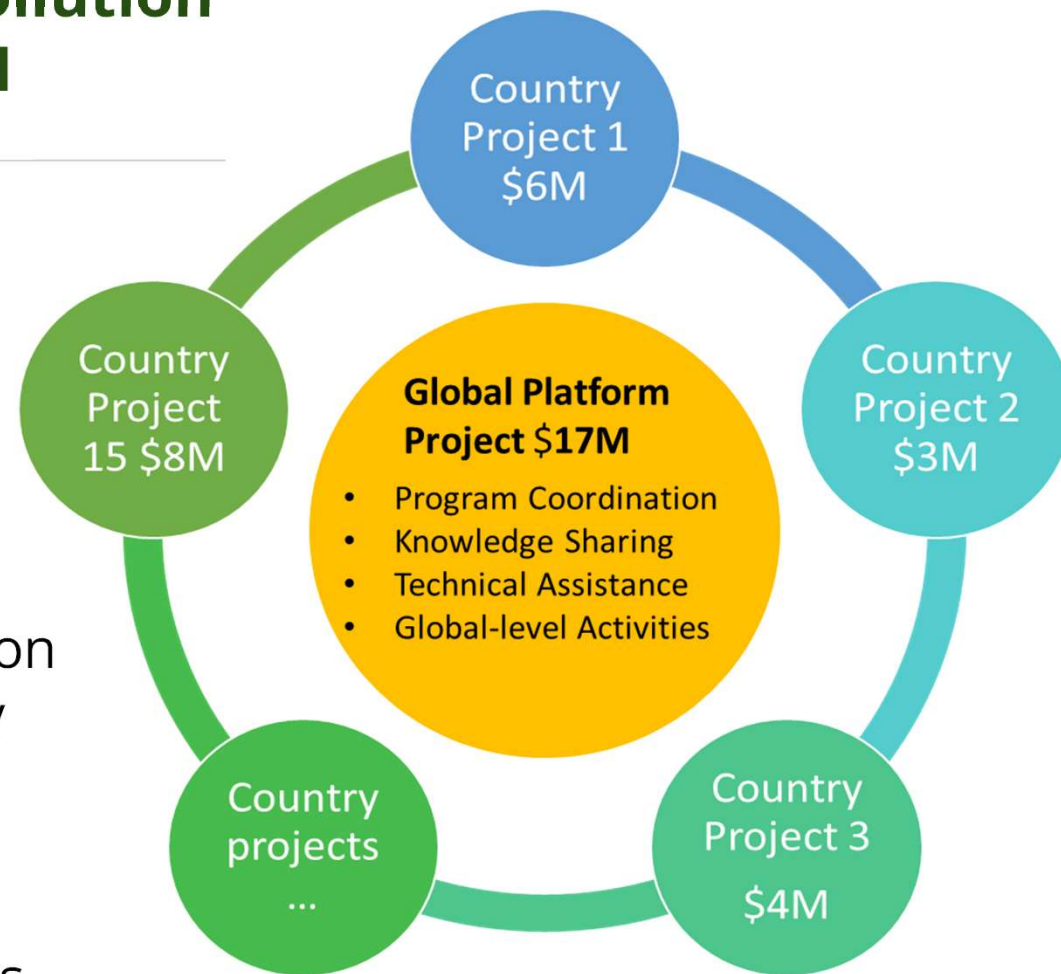 Country
Project 1
$6M
Country
Project
15 $8M
Country
Project 2
$3M
Global Platform
Project $17M
• Program Coordination
• Knowledge Sharing
• Technical Assistance
• Global-level Activities
Country
projects
...
Country
Project 3
$4M